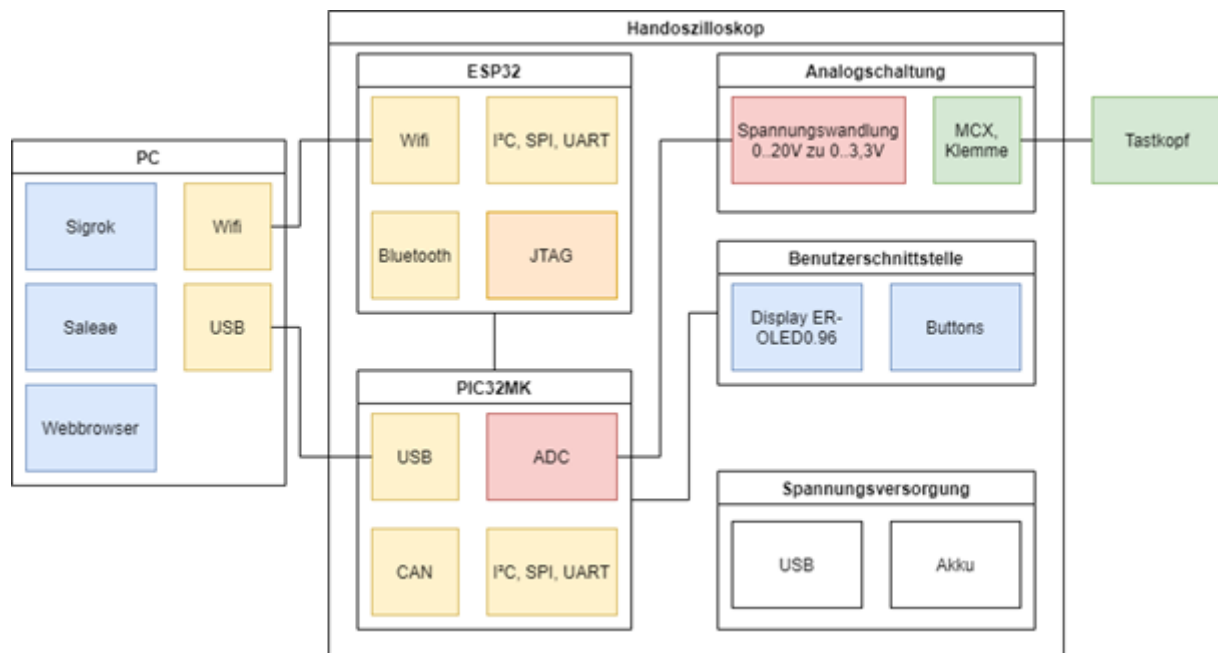 Handoszilloskop
PC
Sigrok
Wifi
Saleae
USB
Webbrowser
ESP32
Wifi
I²C, SPI, UART
Bluetooth
JTAG
PIC32MK
USB
ADC
CAN
I²C, SPI, UART
Analogschaltung
Spannungswandlung
0..20V zu 0..3,3V
MCX,
Klemme
Tastkopf
Benutzerschnittstelle
Display ER-
OLED0.96
Buttons
Spannungsversorgung
USB
Akku